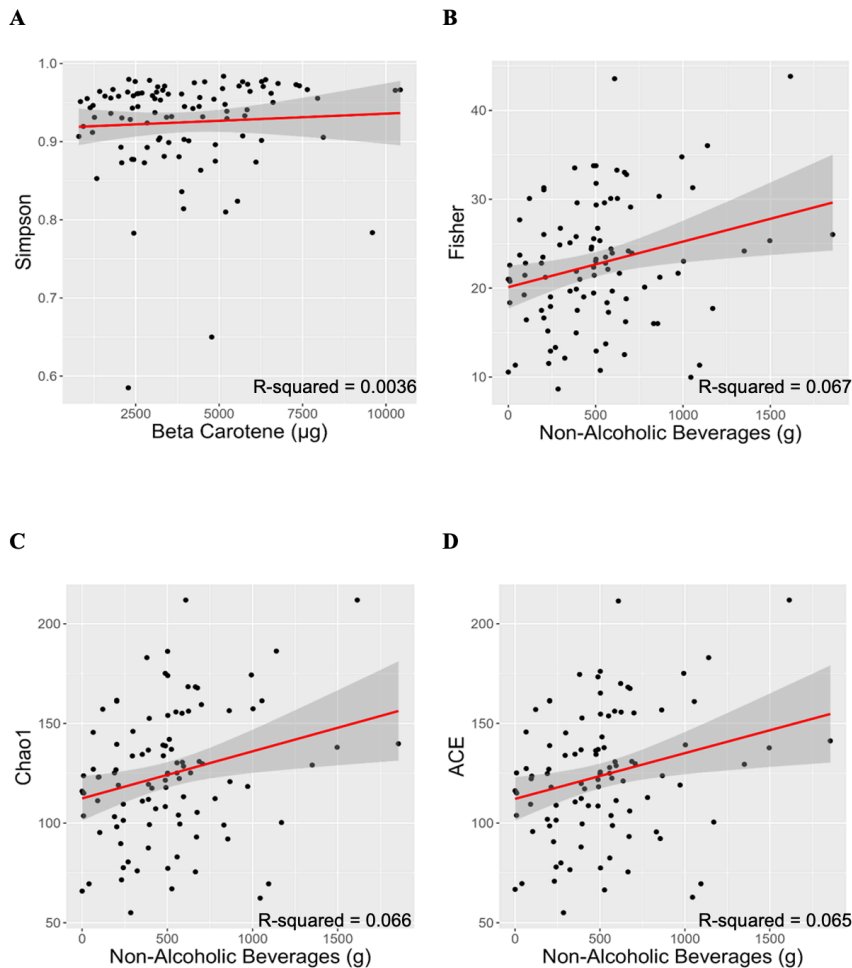 A
1.0
0.9
0.8
0.7
0.6
Simpson
R-squared = 0.0036
2500
5000
7500
10000
Beta Carotene (µg)
B
40
30
20
10
Fisher
R-squared = 0.067
0
500
1000
1500
Non-Alcoholic Beverages (g)
C
200
150
100
50
Chao1
R-squared = 0.066
0
500
1000
1500
Non-Alcoholic Beverages (g)
D
200
150
100
50
ACE
R-squared = 0.065
0
500
1000
1500
Non-Alcoholic Beverages (g)